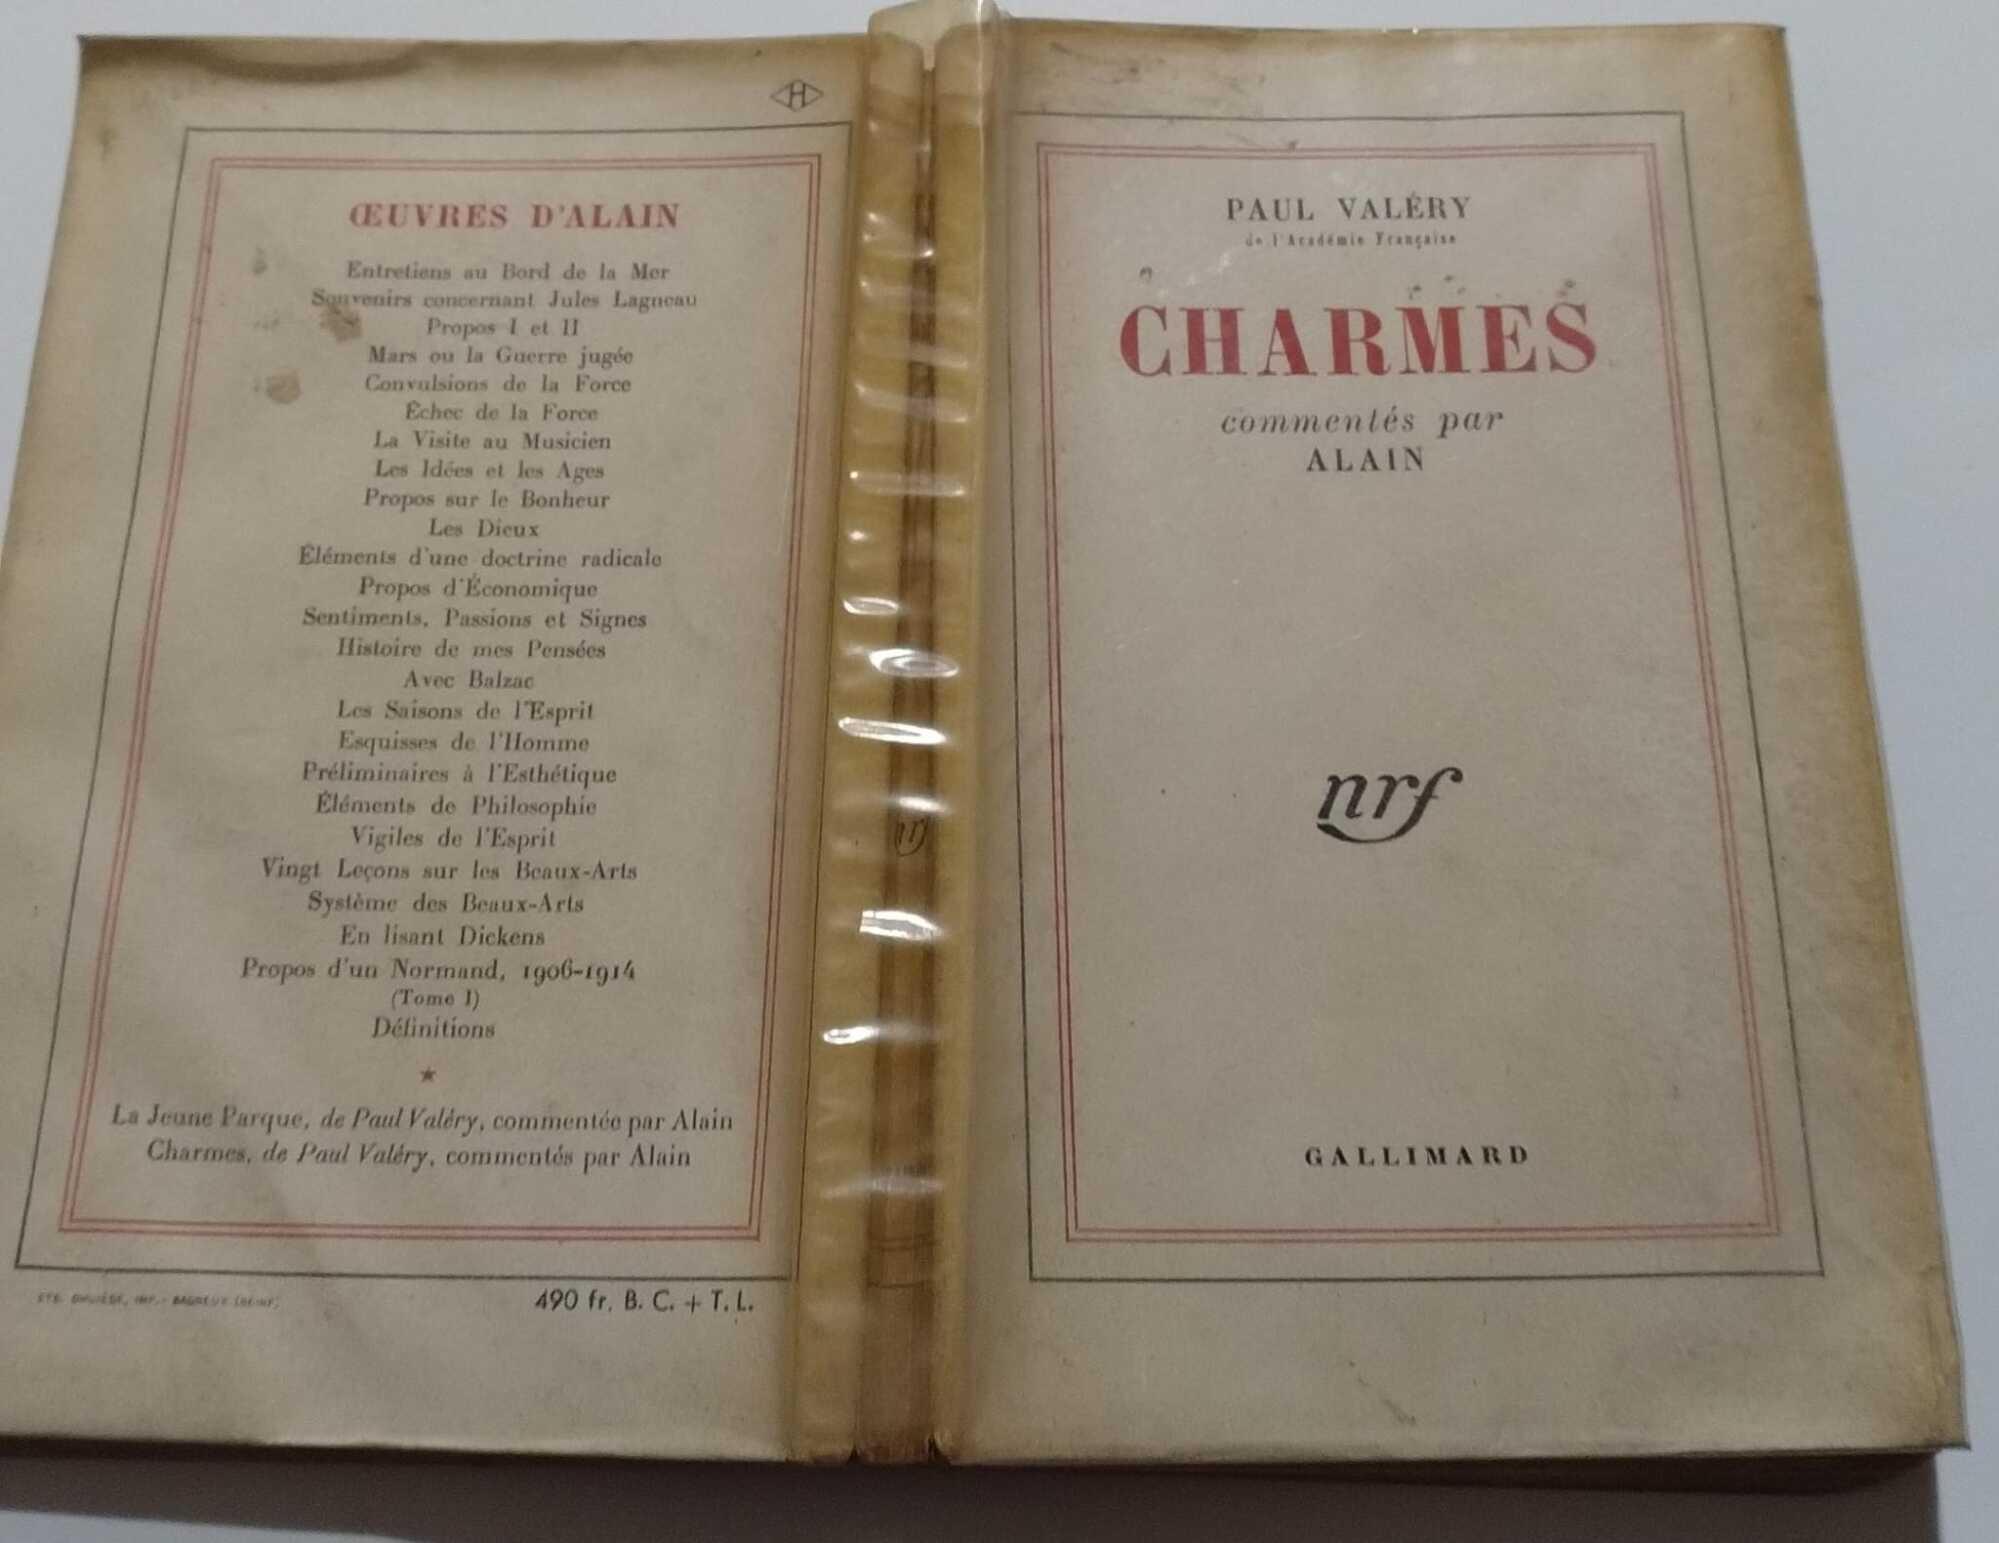 H
ŒUVRES D'ALAIN
Entretiens au Bord de la Mer
Souvenirs concernant Jules Lagneau
Propos I et II
Mars ou la Guerre jugée
Convulsions de la Force
Échec de la Force
La Visite au Musicien
Les Idées et les Ages
Propos sur le Bonheur
Les Dieux
Éléments d'une doctrine radicale
Propos d'Économique
Sentiments, Passions et Signes
Histoire de mes Pensées
Avec Balzac
Les Saisons de l'Esprit
Esquisses de l'Homme
Préliminaires à l'Esthétique
Éléments de Philosophie
Vigiles de l'Esprit
Vingt Leçons sur les Beaux-Arts
Système des Beaux-Arts
En lisant Dickens
Propos d'un Normand, 1906-1914
(Tome I)
Définitions
La Jeune Parque, de Paul Valéry, commentée par Alain
Charmes, de Paul Valéry, commentés par Alain
IMP. - BAGNEUX (SEINE)
490 fr. B. C. + T. L.
nrf
PAUL VALÉRY
de l'Académie Française
CHARMES
commentés par
ALAIN
nrf
GALLIMARD